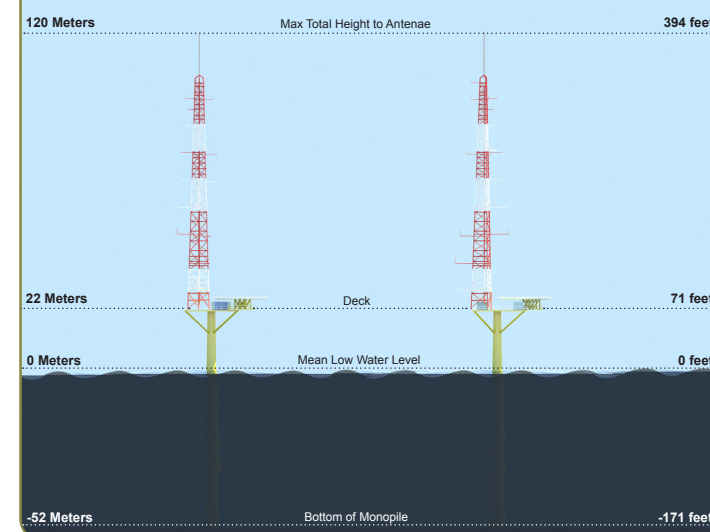 120 Meters Max Total Height to Antenae 394 feet
22 Meters Deck 71 feet
0 Meters Mean Low Water Level 0 feet
-52 Meters Bottom of Monopile -171 feet